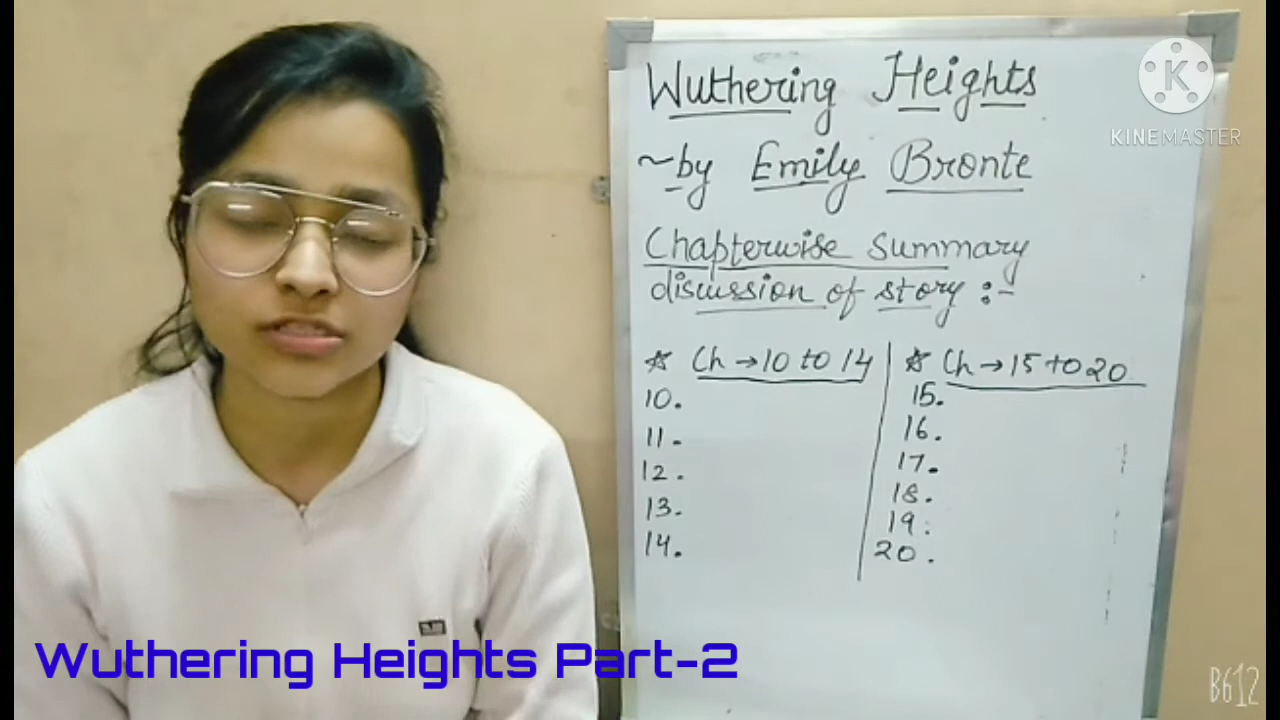 Wuthering Heights
~by Emily Bronte
Chapterwise summary
discussion of story :-
☆ Ch → 10 to 14
10.
11.
12.
13.
14.
☆ Ch → 15 to 20
15.
16.
17.
18.
19.
20.
K
KINEMASTER
Wuthering Heights Part-2
B612